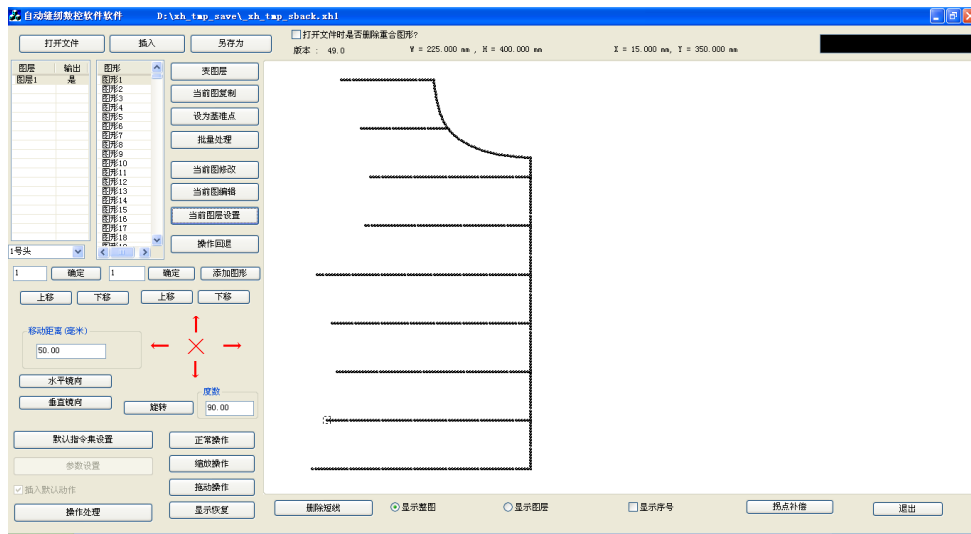 自动缝纫数控软件软件 D:\xh_tmp_save\_xh_tmp_sback.xhl
打开文件 插入 另存为
打开文件时是否删除重合图形?
版本 : 49.0 W = 225.000 mm , H = 400.000 mm X = 15.000 mm, Y = 350.000 mm
图层 输出 图形
图层1 是 图形1
图形2
图形3
图形4
图形5
图形6
图形7
图形8
图形9
图形10
图形11
图形12
图形13
图形14
图形15
图形16
图形17
图形18
变图层
当前图复制
设为基准点
批量处理
当前图修改
当前图编辑
当前图层设置
操作回退
1号头
1 确定 1 确定 添加图形
上移 下移 上移 下移
移动距离(毫米)
50.00
水平镜向
垂直镜向
旋转
度数
90.00
默认指令集设置 正常操作
参数设置 缩放操作
插入默认动作 拖动操作
操作处理 显示恢复
删除短线 显示整图 显示图层 显示序号 拐点补偿 退出